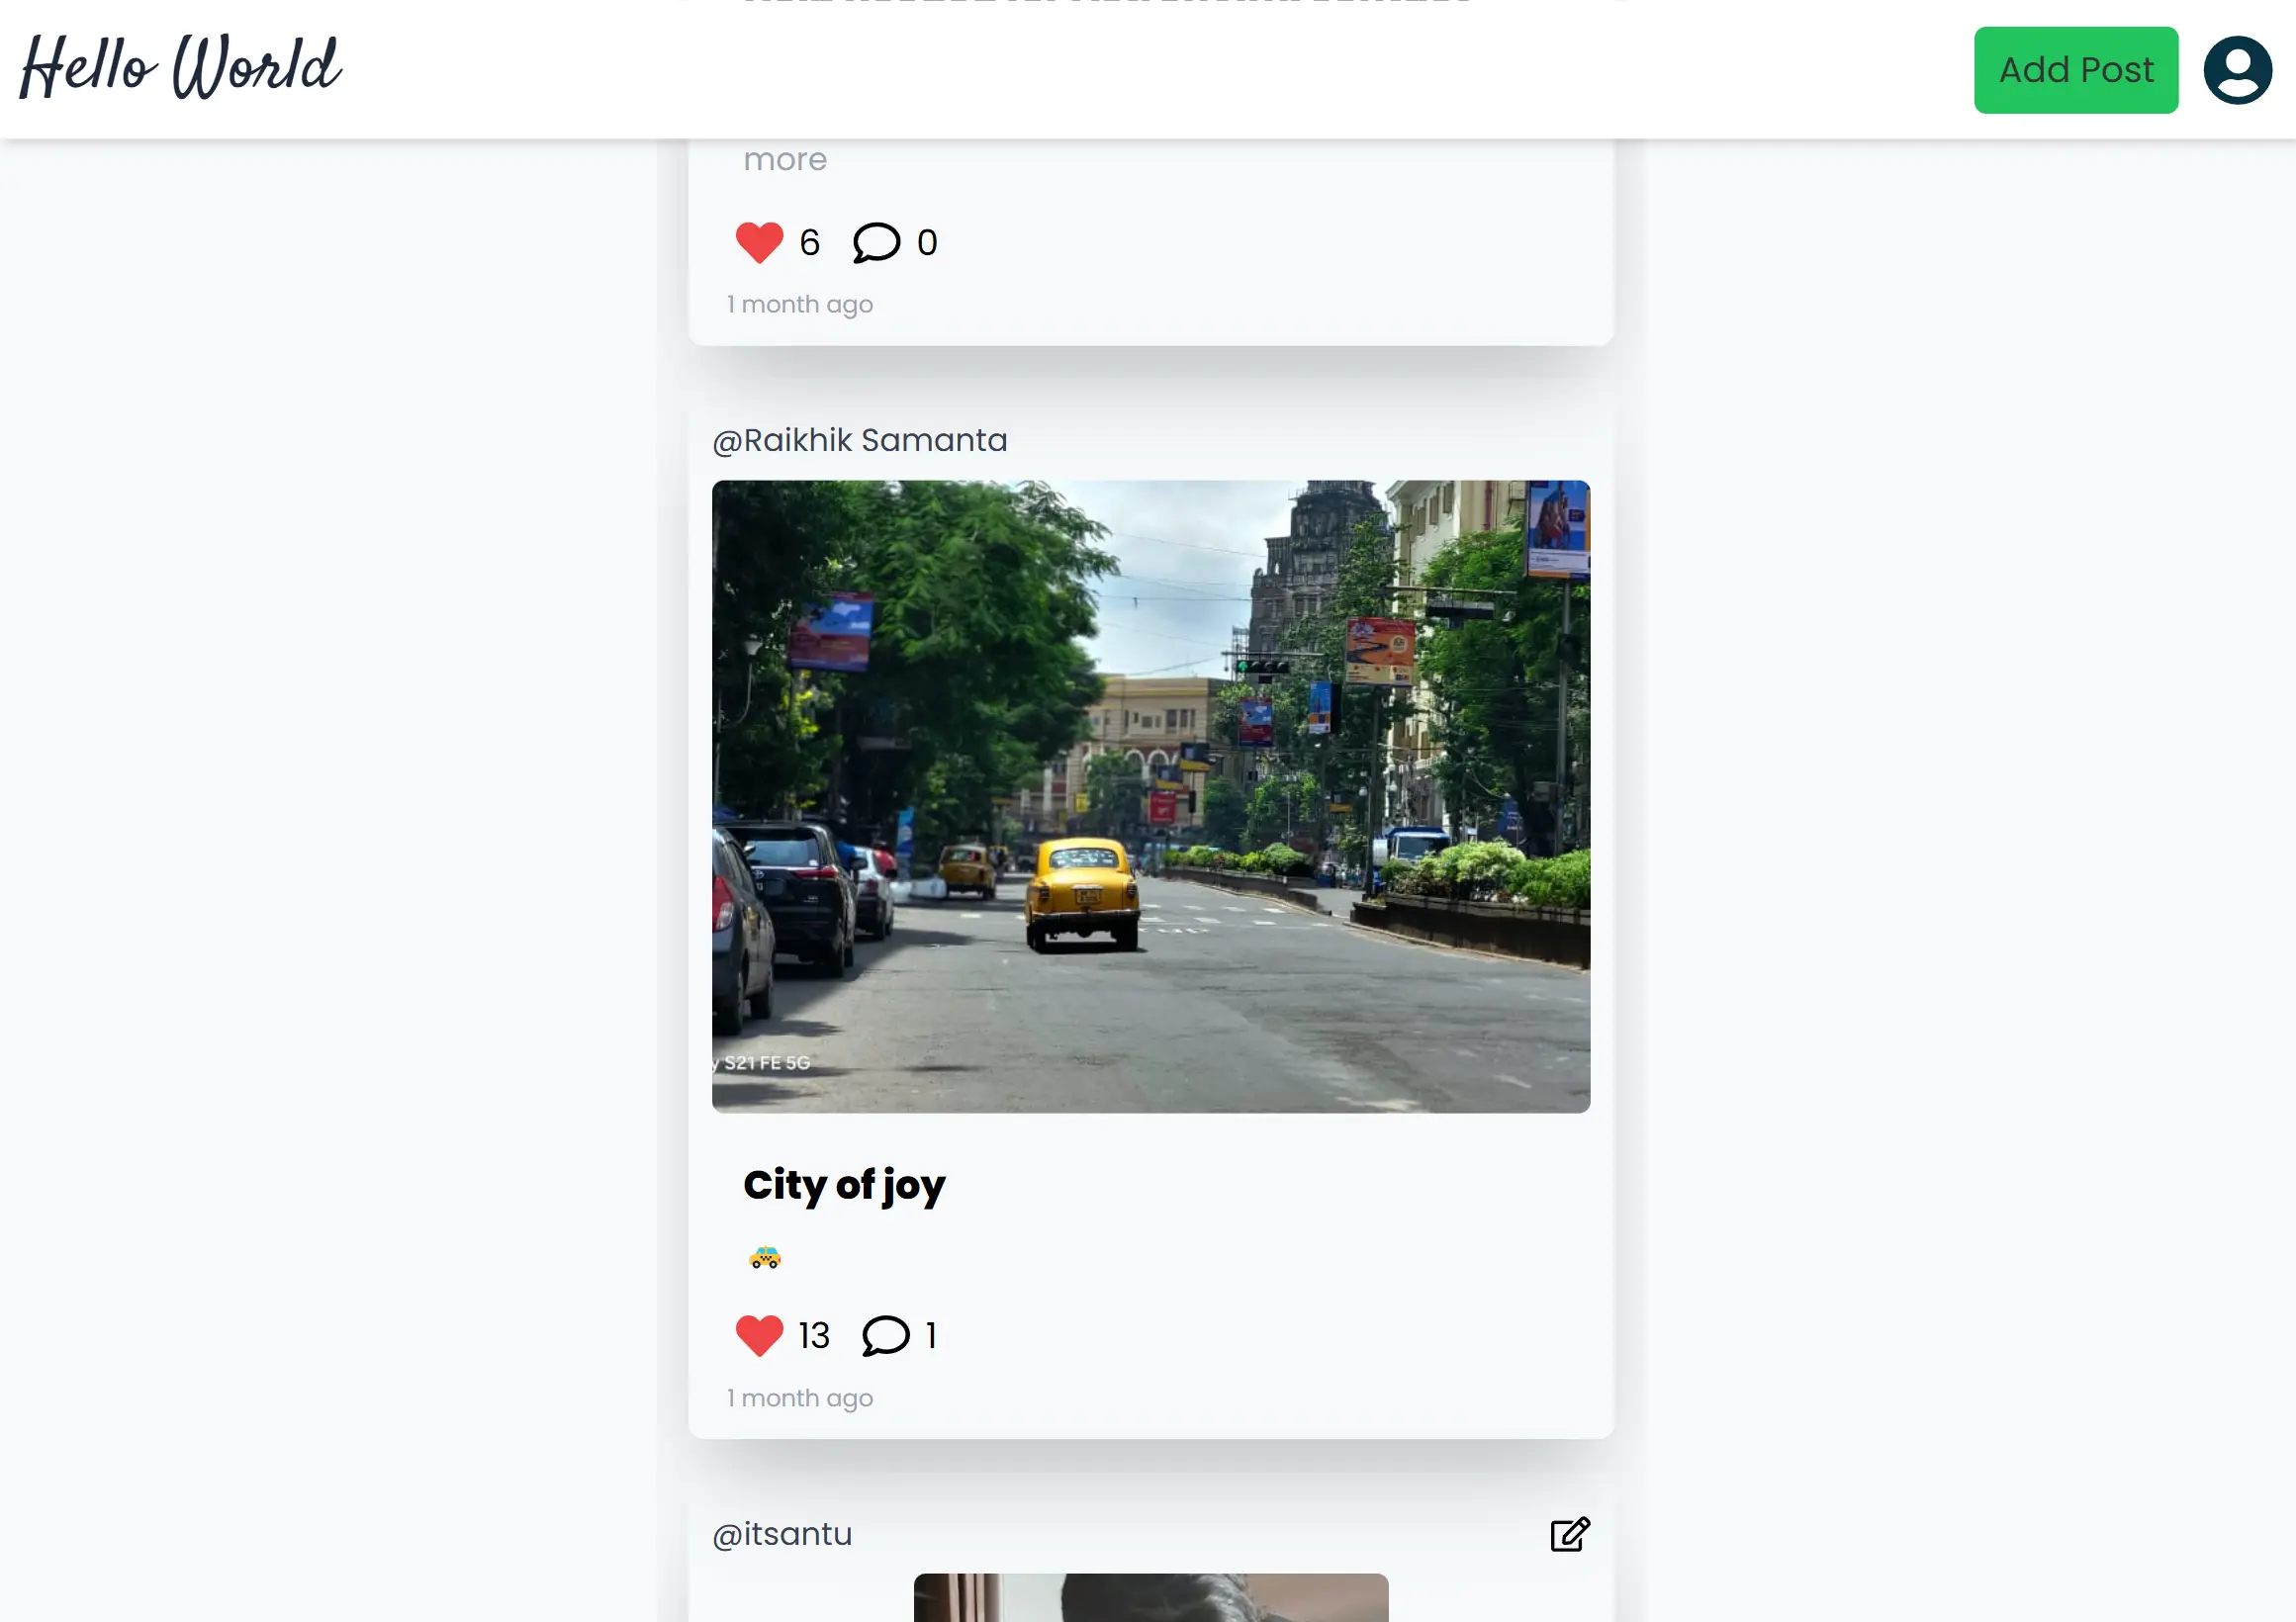 Hello World
Add Post
more
6 0
1 month ago
@Raikhik Samanta
y S21 FE 5G
City of joy
13 1
1 month ago
@itsantu